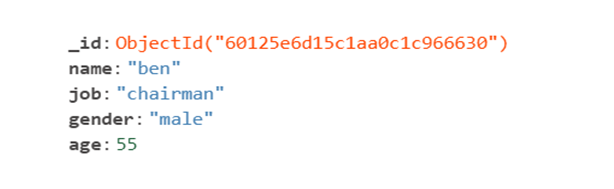 _id: ObjectId("60125e6d15c1aa0c1c966630")
name: "ben"
job: "chairman"
gender: "male"
age: 55